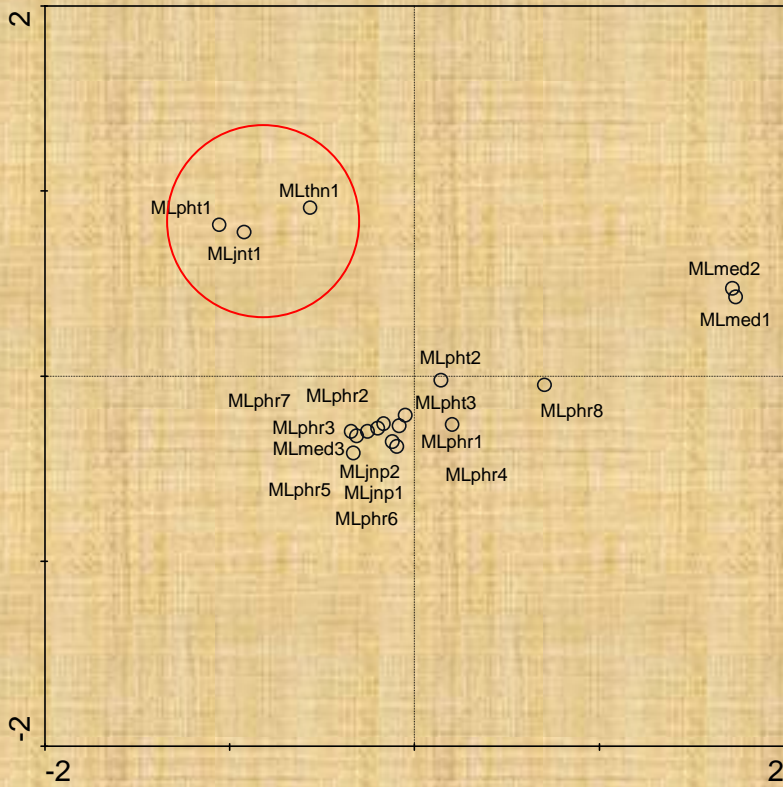 2
MLthn1
MLpht1
MLjnt1
MLmed2
MLmed1
MLpht2
MLphr7
MLphr2
MLpht3
MLphr8
MLphr3
MLphr1
MLmed3
MLjnp2
MLphr4
MLphr5
MLjnp1
MLphr6
-2
-2
2